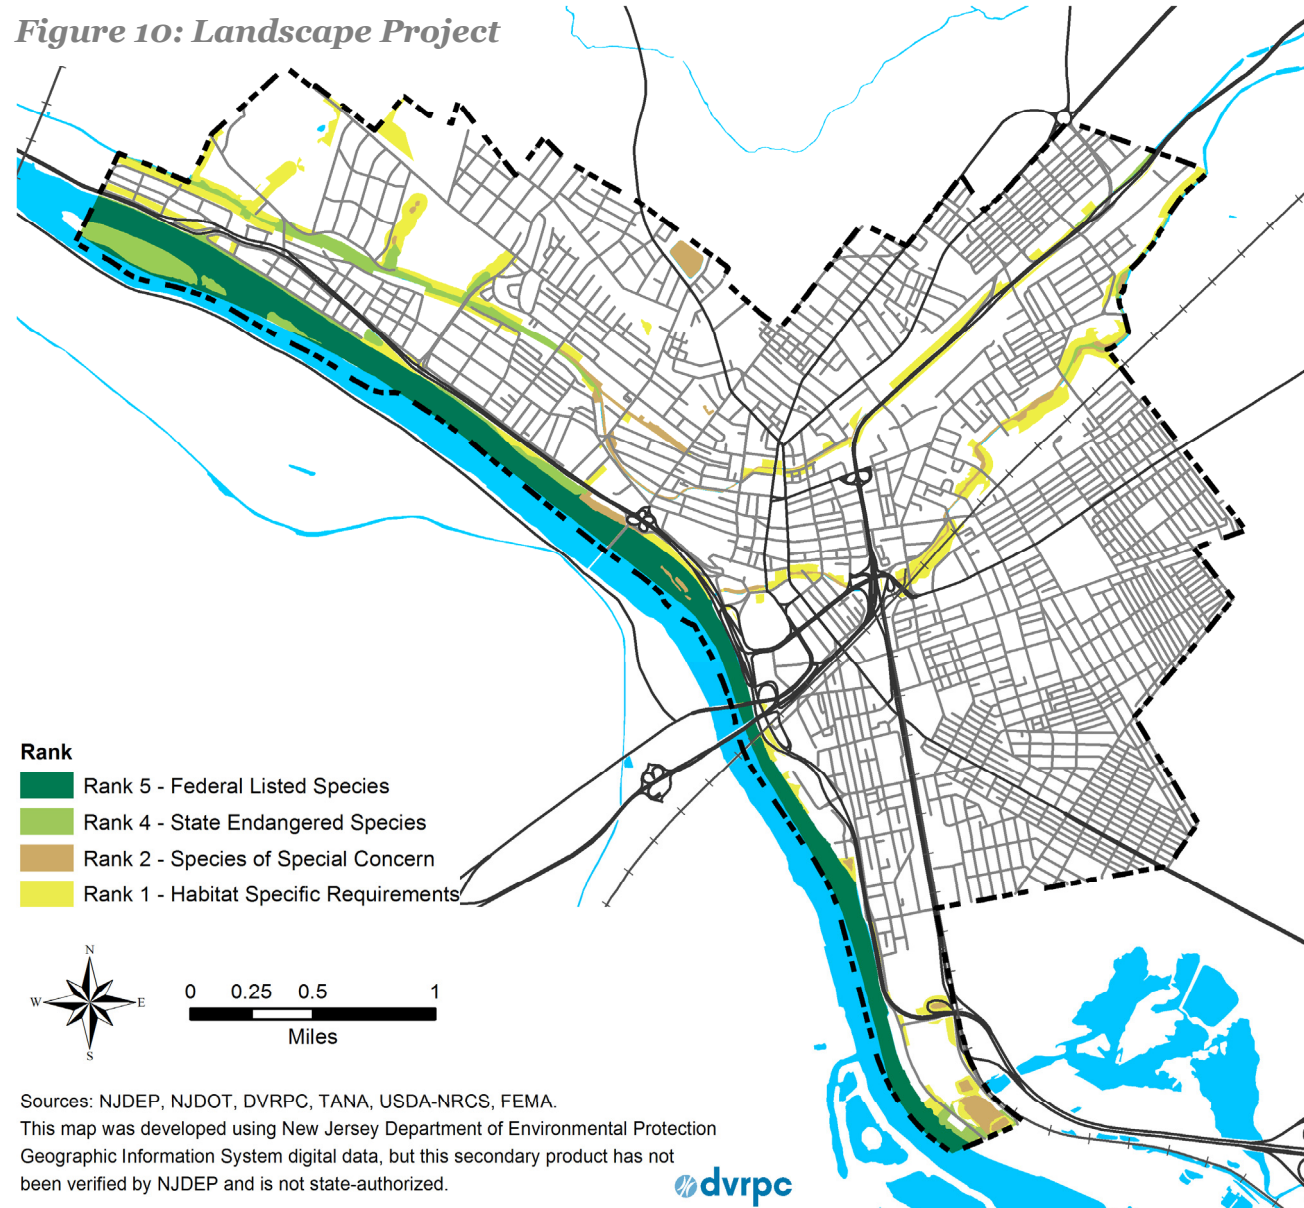 Figure 10: Landscape Project
Rank
Rank 5 - Federal Listed Species
Rank 4 - State Endangered Species
Rank 2 - Species of Special Concern
Rank 1 - Habitat Specific Requirements
N
W
E
S
0 0.25 0.5 1
Miles
Sources: NJDEP, NJDOT, DVRPC, TANA, USDA-NRCS, FEMA.
This map was developed using New Jersey Department of Environmental Protection
Geographic Information System digital data, but this secondary product has not
been verified by NJDEP and is not state-authorized.
dvrpc